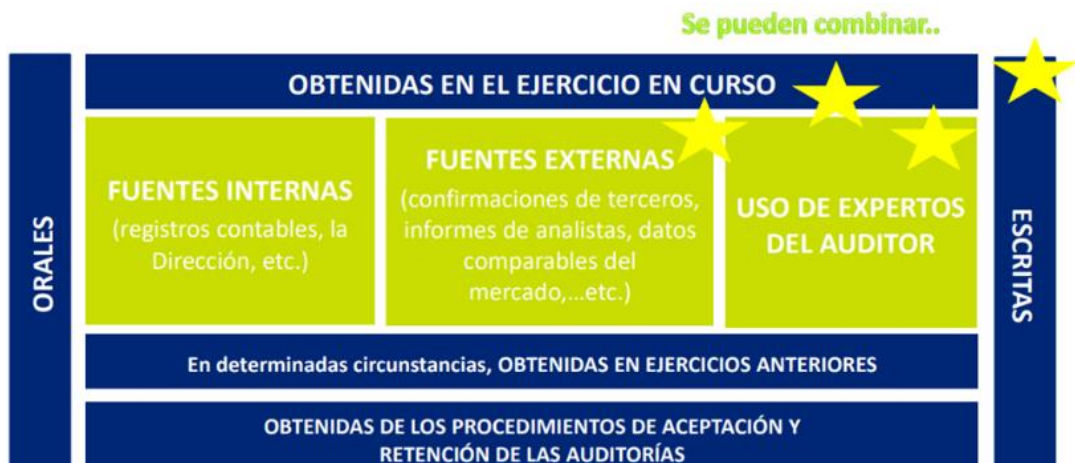 Se pueden combinar..
ORALES
OBTENIDAS EN EL EJERCICIO EN CURSO
FUENTES INTERNAS
(registros contables, la
Dirección, etc.)
FUENTES EXTERNAS
(confirmaciones de terceros,
informes de analistas, datos
comparables del
mercado,...etc.)
USO DE EXPERTOS
DEL AUDITOR
En determinadas circunstancias, OBTENIDAS EN EJERCICIOS ANTERIORES
OBTENIDAS DE LOS PROCEDIMIENTOS DE ACEPTACIÓN Y
RETENCIÓN DE LAS AUDITORÍAS
ESCRITAS